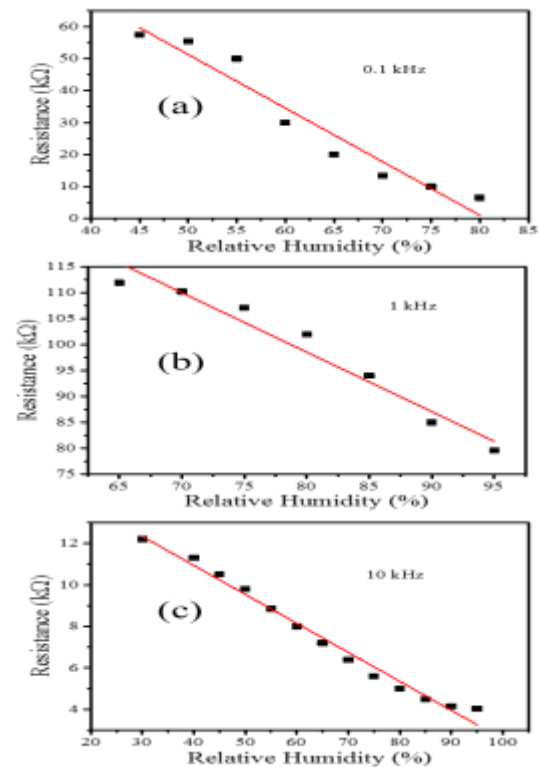 60
50
40
30
20
10
0
Resistance (kΩ)
0.1 kHz
(a)
40 45 50 55 60 65 70 75 80 85
Relative Humidity (%)
115
110
105
100
95
90
85
80
75
Resistance (kΩ)
1 kHz
(b)
65 70 75 80 85 90 95
Relative Humidity (%)
12
10
8
6
4
Resistance (kΩ)
10 kHz
(c)
20 30 40 50 60 70 80 90 100
Relative Humidity (%)